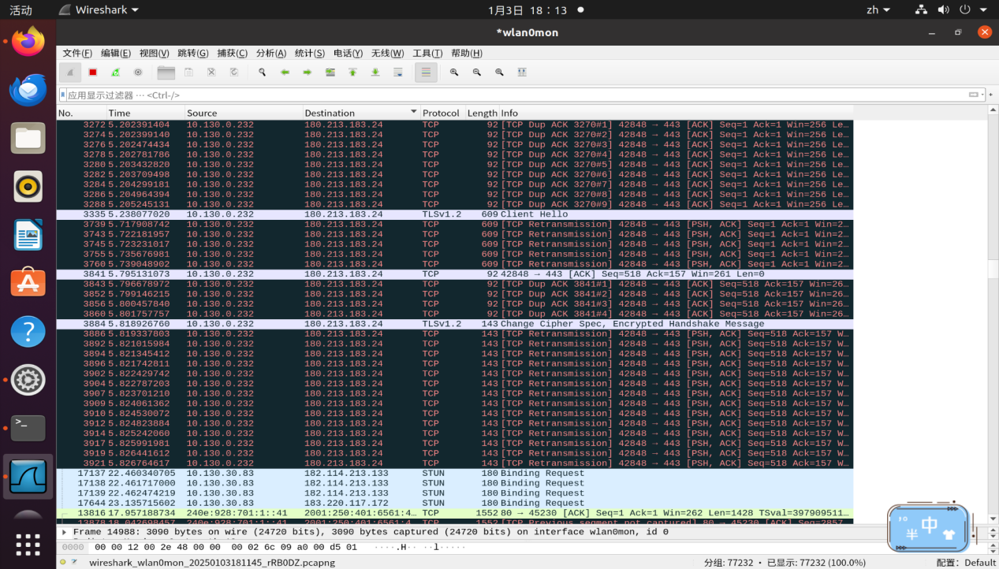 活动 Wireshark 1月3日 18：13 zh
*wlan0mon
文件(F) 编辑(E) 视图(V) 跳转(G) 捕获(C) 分析(A) 统计(S) 电话(Y) 无线(W) 工具(T) 帮助(H)
应用显示过滤器 … <Ctrl-/>
No. Time Source Destination Protocol Length Info
3272 5.202391404 10.130.0.232 180.213.183.24 TCP 92 [TCP Dup ACK 3270#1] 42848 → 443 [ACK] Seq=1 Ack=1 Win=256 Le…
3274 5.202399140 10.130.0.232 180.213.183.24 TCP 92 [TCP Dup ACK 3270#2] 42848 → 443 [ACK] Seq=1 Ack=1 Win=256 Le…
3276 5.202474434 10.130.0.232 180.213.183.24 TCP 92 [TCP Dup ACK 3270#3] 42848 → 443 [ACK] Seq=1 Ack=1 Win=256 Le…
3278 5.202781786 10.130.0.232 180.213.183.24 TCP 92 [TCP Dup ACK 3270#4] 42848 → 443 [ACK] Seq=1 Ack=1 Win=256 Le…
3280 5.203432820 10.130.0.232 180.213.183.24 TCP 92 [TCP Dup ACK 3270#5] 42848 → 443 [ACK] Seq=1 Ack=1 Win=256 Le…
3282 5.203709498 10.130.0.232 180.213.183.24 TCP 92 [TCP Dup ACK 3270#6] 42848 → 443 [ACK] Seq=1 Ack=1 Win=256 Le…
3284 5.204299181 10.130.0.232 180.213.183.24 TCP 92 [TCP Dup ACK 3270#7] 42848 → 443 [ACK] Seq=1 Ack=1 Win=256 Le…
3286 5.204964394 10.130.0.232 180.213.183.24 TCP 92 [TCP Dup ACK 3270#8] 42848 → 443 [ACK] Seq=1 Ack=1 Win=256 Le…
3288 5.205245131 10.130.0.232 180.213.183.24 TCP 92 [TCP Dup ACK 3270#9] 42848 → 443 [ACK] Seq=1 Ack=1 Win=256 Le…
3335 5.238077020 10.130.0.232 180.213.183.24 TLSv1.2 609 Client Hello
3739 5.717908742 10.130.0.232 180.213.183.24 TCP 609 [TCP Retransmission] 42848 → 443 [PSH, ACK] Seq=1 Ack=1 Win=2…
3743 5.722181957 10.130.0.232 180.213.183.24 TCP 609 [TCP Retransmission] 42848 → 443 [PSH, ACK] Seq=1 Ack=1 Win=2…
3745 5.723231017 10.130.0.232 180.213.183.24 TCP 609 [TCP Retransmission] 42848 → 443 [PSH, ACK] Seq=1 Ack=1 Win=2…
3755 5.735676981 10.130.0.232 180.213.183.24 TCP 609 [TCP Retransmission] 42848 → 443 [PSH, ACK] Seq=1 Ack=1 Win=2…
3760 5.739048902 10.130.0.232 180.213.183.24 TCP 609 [TCP Retransmission] 42848 → 443 [PSH, ACK] Seq=1 Ack=1 Win=2…
3841 5.795131073 10.130.0.232 180.213.183.24 TCP 92 42848 → 443 [ACK] Seq=518 Ack=157 Win=261 Len=0
3843 5.796678972 10.130.0.232 180.213.183.24 TCP 92 [TCP Dup ACK 3841#1] 42848 → 443 [ACK] Seq=518 Ack=157 Win=26…
3852 5.799146215 10.130.0.232 180.213.183.24 TCP 92 [TCP Dup ACK 3841#2] 42848 → 443 [ACK] Seq=518 Ack=157 Win=26…
3856 5.800457840 10.130.0.232 180.213.183.24 TCP 92 [TCP Dup ACK 3841#3] 42848 → 443 [ACK] Seq=518 Ack=157 Win=26…
3860 5.801757757 10.130.0.232 180.213.183.24 TCP 92 [TCP Dup ACK 3841#4] 42848 → 443 [ACK] Seq=518 Ack=157 Win=26…
3884 5.818926760 10.130.0.232 180.213.183.24 TLSv1.2 143 Change Cipher Spec, Encrypted Handshake Message
3886 5.819337803 10.130.0.232 180.213.183.24 TCP 143 [TCP Retransmission] 42848 → 443 [PSH, ACK] Seq=518 Ack=157 W…
3892 5.821015984 10.130.0.232 180.213.183.24 TCP 143 [TCP Retransmission] 42848 → 443 [PSH, ACK] Seq=518 Ack=157 W…
3894 5.821345412 10.130.0.232 180.213.183.24 TCP 143 [TCP Retransmission] 42848 → 443 [PSH, ACK] Seq=518 Ack=157 W…
3896 5.821742811 10.130.0.232 180.213.183.24 TCP 143 [TCP Retransmission] 42848 → 443 [PSH, ACK] Seq=518 Ack=157 W…
3902 5.822429742 10.130.0.232 180.213.183.24 TCP 143 [TCP Retransmission] 42848 → 443 [PSH, ACK] Seq=518 Ack=157 W…
3904 5.822787203 10.130.0.232 180.213.183.24 TCP 143 [TCP Retransmission] 42848 → 443 [PSH, ACK] Seq=518 Ack=157 W…
3907 5.823701210 10.130.0.232 180.213.183.24 TCP 143 [TCP Retransmission] 42848 → 443 [PSH, ACK] Seq=518 Ack=157 W…
3909 5.824061362 10.130.0.232 180.213.183.24 TCP 143 [TCP Retransmission] 42848 → 443 [PSH, ACK] Seq=518 Ack=157 W…
3910 5.824530072 10.130.0.232 180.213.183.24 TCP 143 [TCP Retransmission] 42848 → 443 [PSH, ACK] Seq=518 Ack=157 W…
3912 5.824823884 10.130.0.232 180.213.183.24 TCP 143 [TCP Retransmission] 42848 → 443 [PSH, ACK] Seq=518 Ack=157 W…
3914 5.825242060 10.130.0.232 180.213.183.24 TCP 143 [TCP Retransmission] 42848 → 443 [PSH, ACK] Seq=518 Ack=157 W…
3917 5.825991981 10.130.0.232 180.213.183.24 TCP 143 [TCP Retransmission] 42848 → 443 [PSH, ACK] Seq=518 Ack=157 W…
3919 5.826441612 10.130.0.232 180.213.183.24 TCP 143 [TCP Retransmission] 42848 → 443 [PSH, ACK] Seq=518 Ack=157 W…
3921 5.826764617 10.130.0.232 180.213.183.24 TCP 143 [TCP Retransmission] 42848 → 443 [PSH, ACK] Seq=518 Ack=157 W…
17137 22.460340705 10.130.30.83 182.114.213.133 STUN 180 Binding Request
17138 22.461717000 10.130.30.83 182.114.213.133 STUN 180 Binding Request
17139 22.462474219 10.130.30.83 182.114.213.133 STUN 180 Binding Request
17644 23.135715602 10.130.30.83 183.220.117.172 STUN 180 Binding Request
13816 17.957188734 240e:928:701:1::41 2001:250:401:6561:4… TCP 1552 80 → 45230 [ACK] Seq=1 Ack=1 Win=262 Len=1428 TSval=397909511…
13878 18.042698457 240e:928:701:1::41 2001:250:401:6561:4… TCP 1552 [TCP Previous segment not captured] 80 → 45230 [ACK] Seq=2857…
Frame 14988: 3090 bytes on wire (24720 bits), 3090 bytes captured (24720 bits) on interface wlan0mon, id 0
0000 00 00 12 00 2e 48 00 00 00 02 6c 09 a0 00 d5 01 ·····H·· ··l·····
中
半
wireshark_wlan0mon_20250103181145_rRB0DZ.pcapng 分组: 77232 · 已显示: 77232 (100.0%) 配置： Default